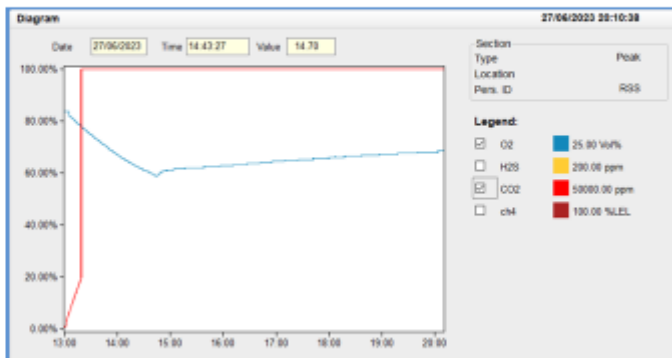 Diagram 27/06/2023 20:10:38
Date 27/06/2023 Time 14:43:27 Value 14.70
Section
Type Peak
Location
Pers. ID RSS
Legend:
O2 25.00 Vol%
H2S 200.00 ppm
CO2 50000.00 ppm
ch4 100.00 %LEL
100.00%
80.00%
60.00%
40.00%
20.00%
0.00%
13:00 14:00 15:00 16:00 17:00 18:00 19:00 20:00